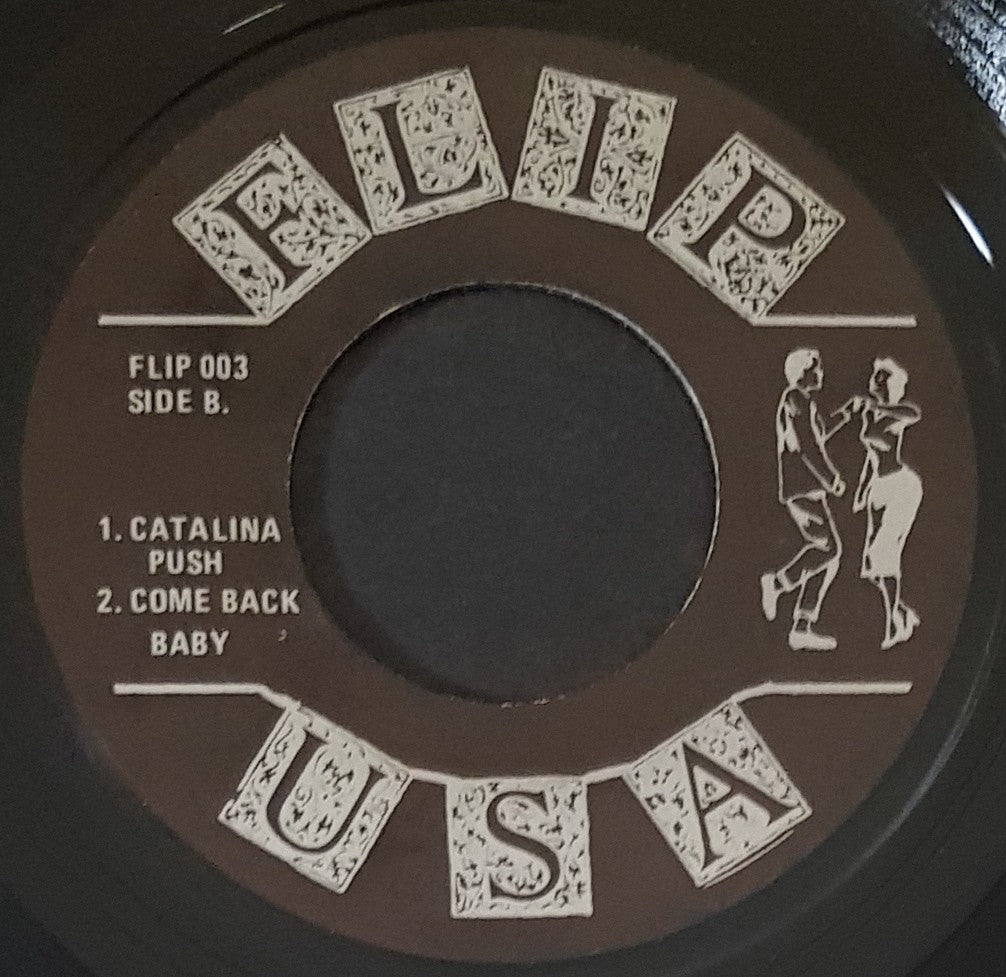 FLIP
FLIP 003
SIDE B.
1. CATALINA
PUSH
2. COME BACK
BABY
USA